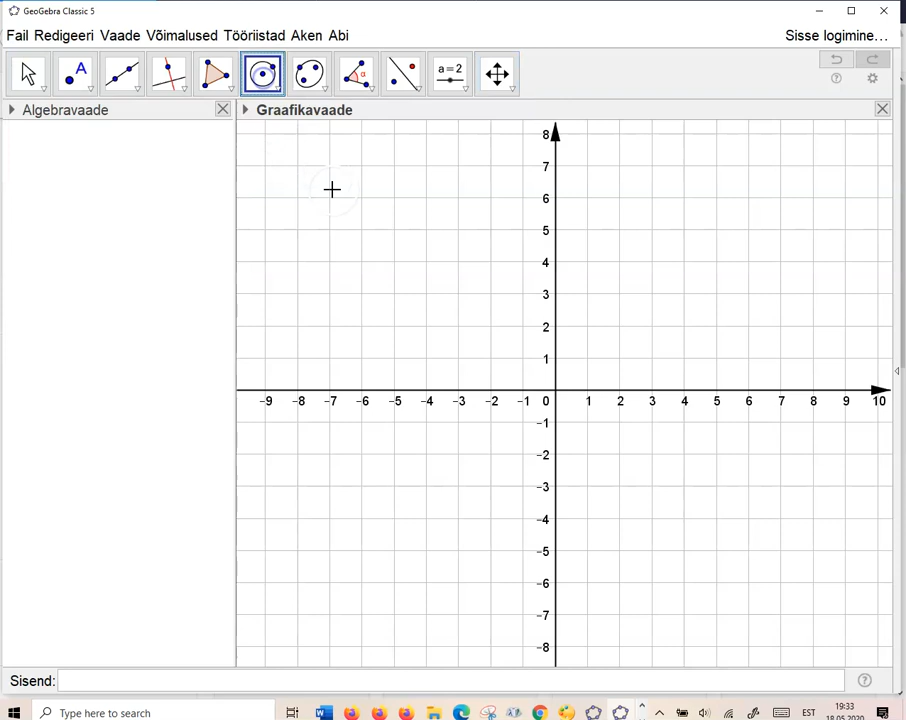 GeoGebra Classic 5
Fail Redigeeri Vaade Võimalused Tööriistad Aken Abi
Sisse logimine...
A
α
a=2
Algebravaade
Graafikavaade
8
7
6
5
4
3
2
1
−9 −8 −7 −6 −5 −4 −3 −2 −1 0 1 2 3 4 5 6 7 8 9 10
−1
−2
−3
−4
−5
−6
−7
−8
Sisend:
Type here to search
EST
19:33
18.05.2020